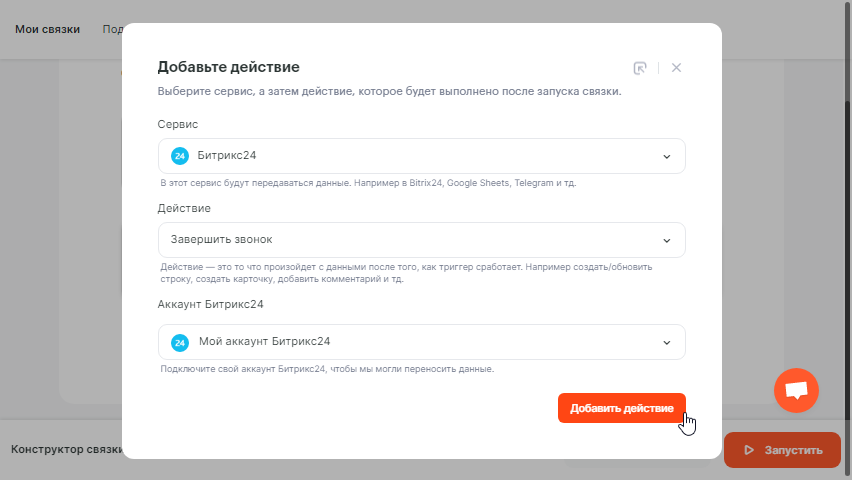 Мои связки
Добавьте действие
Выберите сервис, а затем действие, которое будет выполнено после запуска связки.
Сервис
24 Битрикс24
В этот сервис будут передаваться данные. Например в Bitrix24, Google Sheets, Telegram и тд.
Действие
Завершить звонок
Действие — это то что произойдет с данными после того, как триггер сработает. Например создать/обновить
строку, создать карточку, добавить комментарий и тд.
Аккаунт Битрикс24
24 Мой аккаунт Битрикс24
Подключите свой аккаунт Битрикс24, чтобы мы могли переносить данные.
Добавить действие
Конструктор связки
Запустить